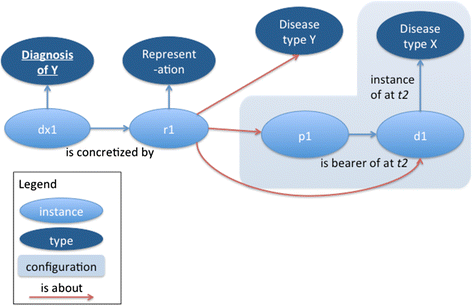 Diagnosis
of Y
Represent
-ation
Disease
type Y
Disease
type X
instance
of at t2
dx1
r1
p1
d1
is concretized by
is bearer of at t2
Legend
instance
type
configuration
is about